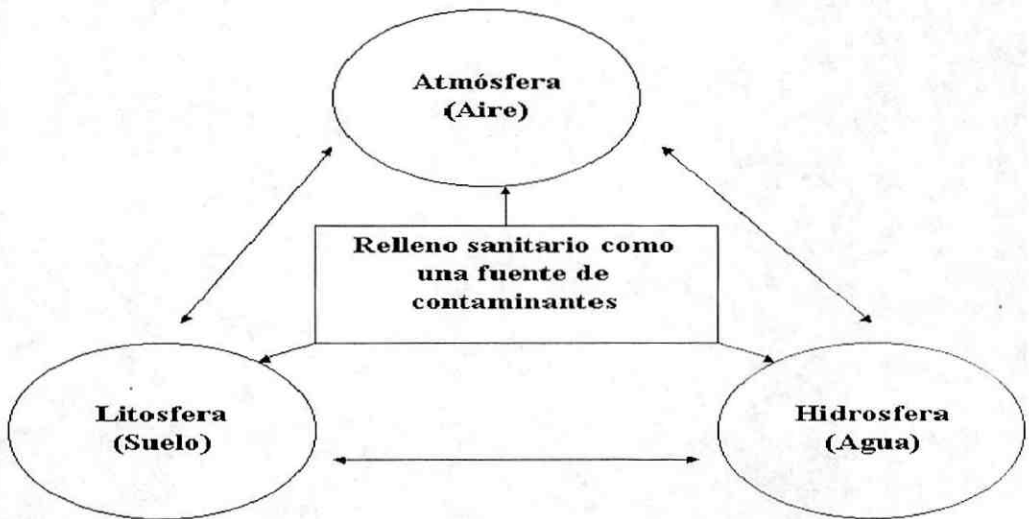 Atmósfera
(Aire)
Relleno sanitario como
una fuente de
contaminantes
Litosfera
(Suelo)
Hidrosfera
(Agua)